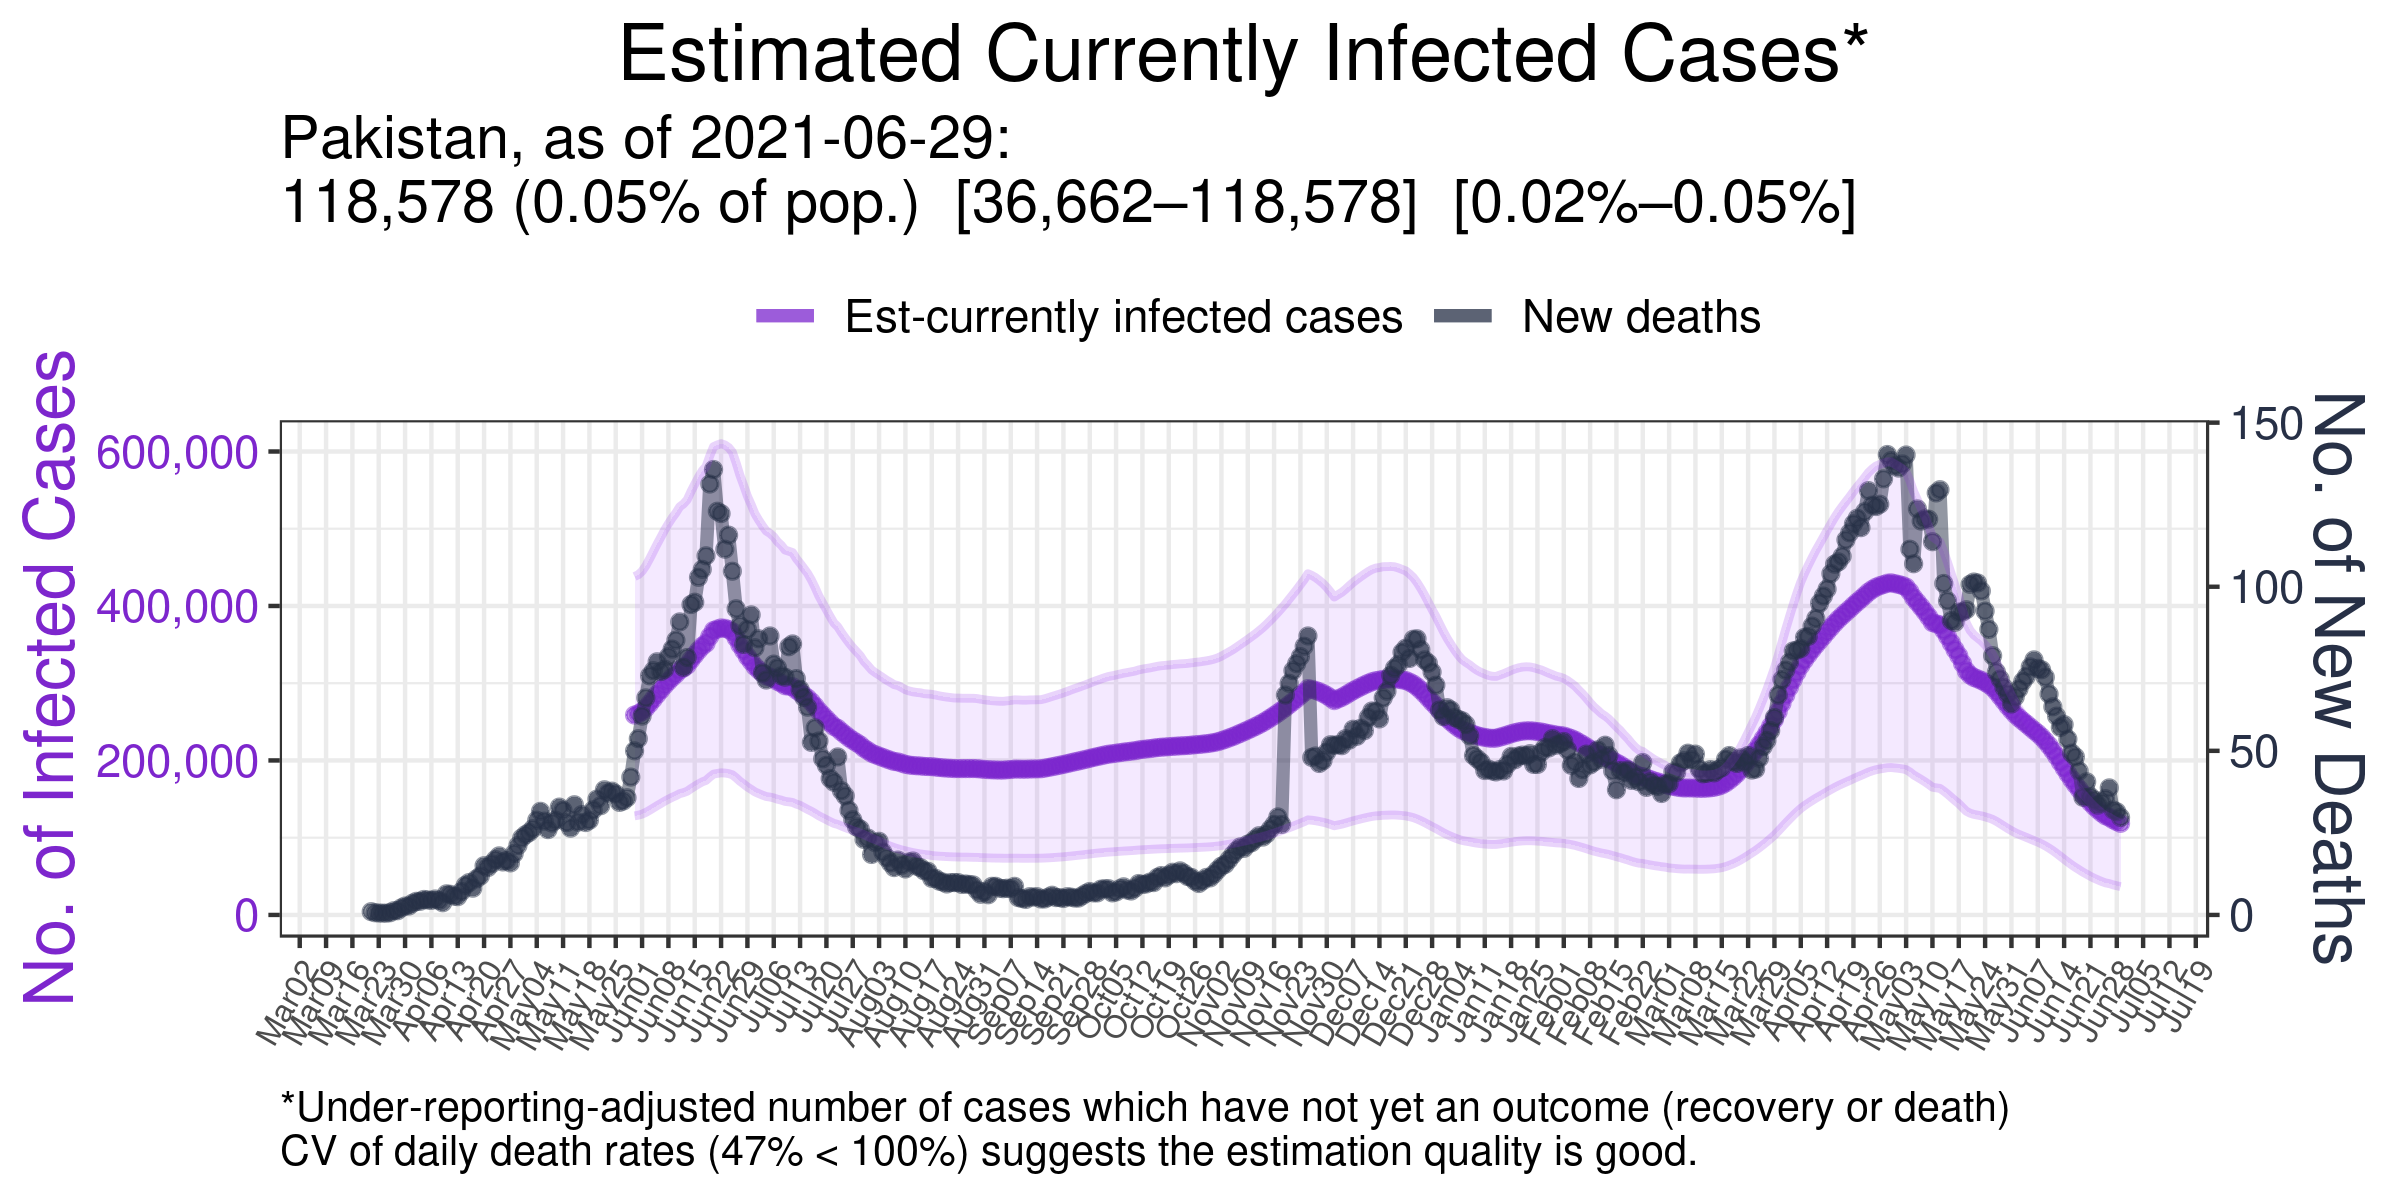 Estimated Currently Infected Cases*
Pakistan, as of 2021-06-29:
118,578 (0.05% of pop.)  [36,662–118,578]  [0.02%–0.05%]
Est-currently infected cases
New deaths
No. of Infected Cases
600,000
400,000
200,000
0
150
100
50
0
No. of New Deaths
Mar02
Mar09
Mar16
Mar23
Mar30
Apr06
Apr13
Apr20
Apr27
May04
May11
May18
May25
Jun01
Jun08
Jun15
Jun22
Jun29
Jul06
Jul13
Jul20
Jul27
Aug03
Aug10
Aug17
Aug24
Aug31
Sep07
Sep14
Sep21
Sep28
Oct05
Oct12
Oct19
Oct26
Nov02
Nov09
Nov16
Nov23
Nov30
Dec07
Dec14
Dec21
Dec28
Jan04
Jan11
Jan18
Jan25
Feb01
Feb08
Feb15
Feb22
Mar01
Mar08
Mar15
Mar22
Mar29
Apr05
Apr12
Apr19
Apr26
May03
May10
May17
May24
May31
Jun07
Jun14
Jun21
Jun28
Jul05
Jul12
Jul19
*Under-reporting-adjusted number of cases which have not yet an outcome (recovery or death)
CV of daily death rates (47% < 100%) suggests the estimation quality is good.